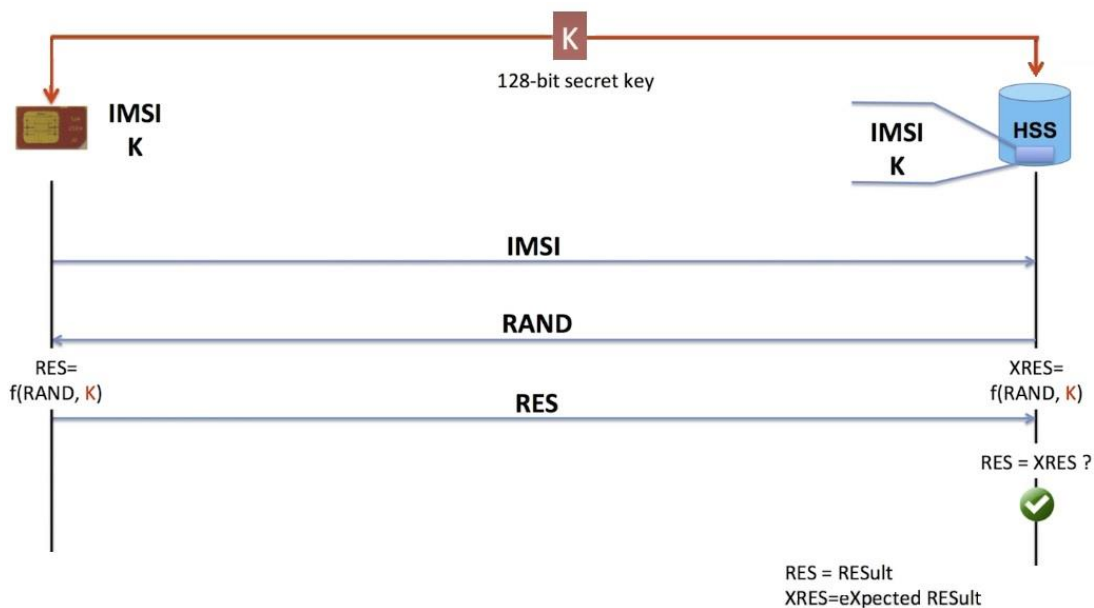 K
128-bit secret key
IMSI
K
IMSI
K
HSS
IMSI
RAND
RES=
f(RAND, K)
XRES=
f(RAND, K)
RES
RES = XRES ?
RES = RESult
XRES=eXpected RESult